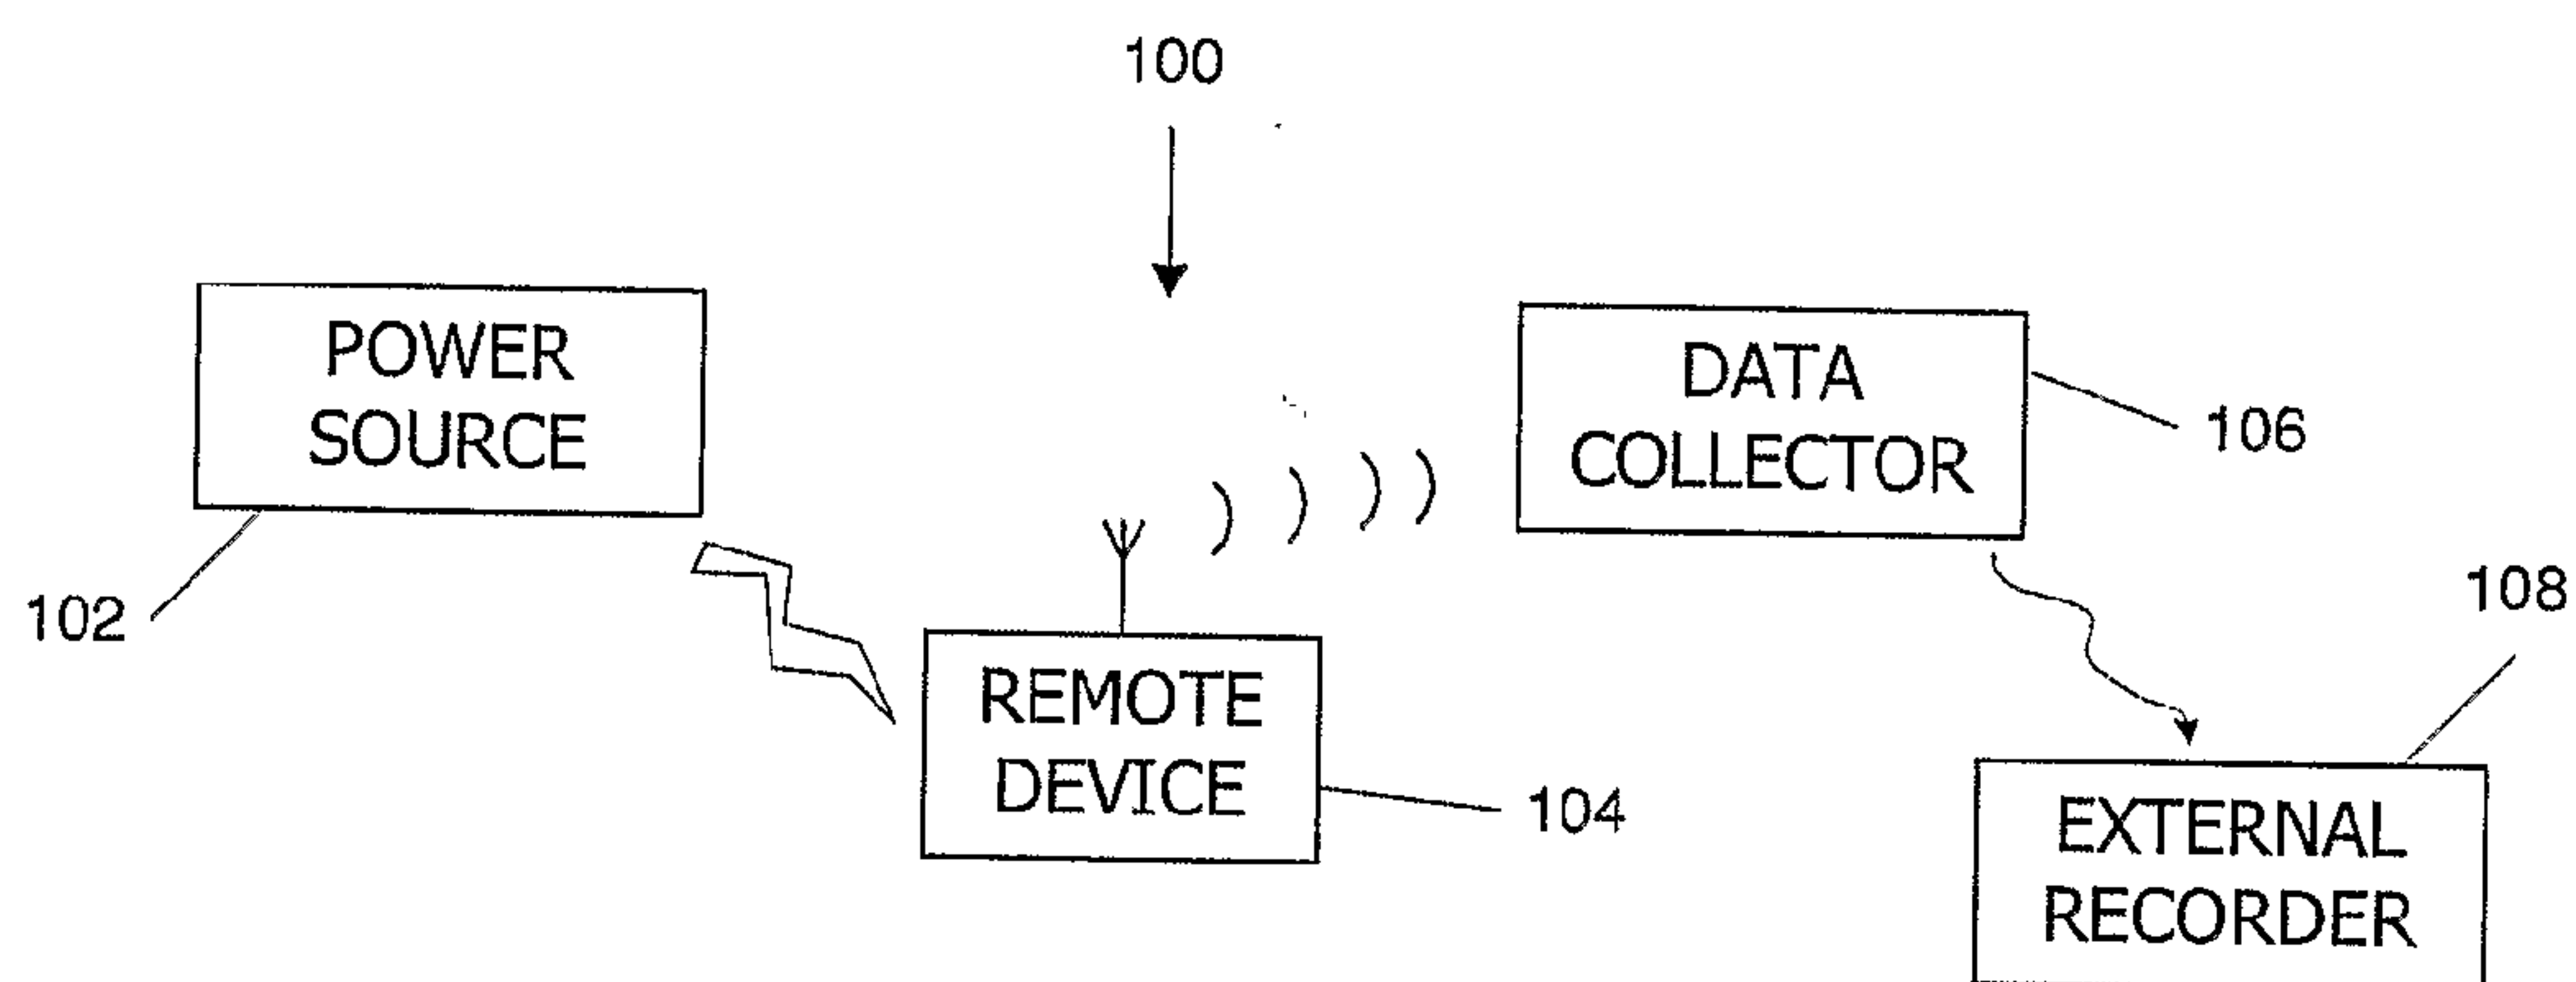 100
POWER
SOURCE
102
DATA
COLLECTOR
106
REMOTE
DEVICE
104
108
EXTERNAL
RECORDER